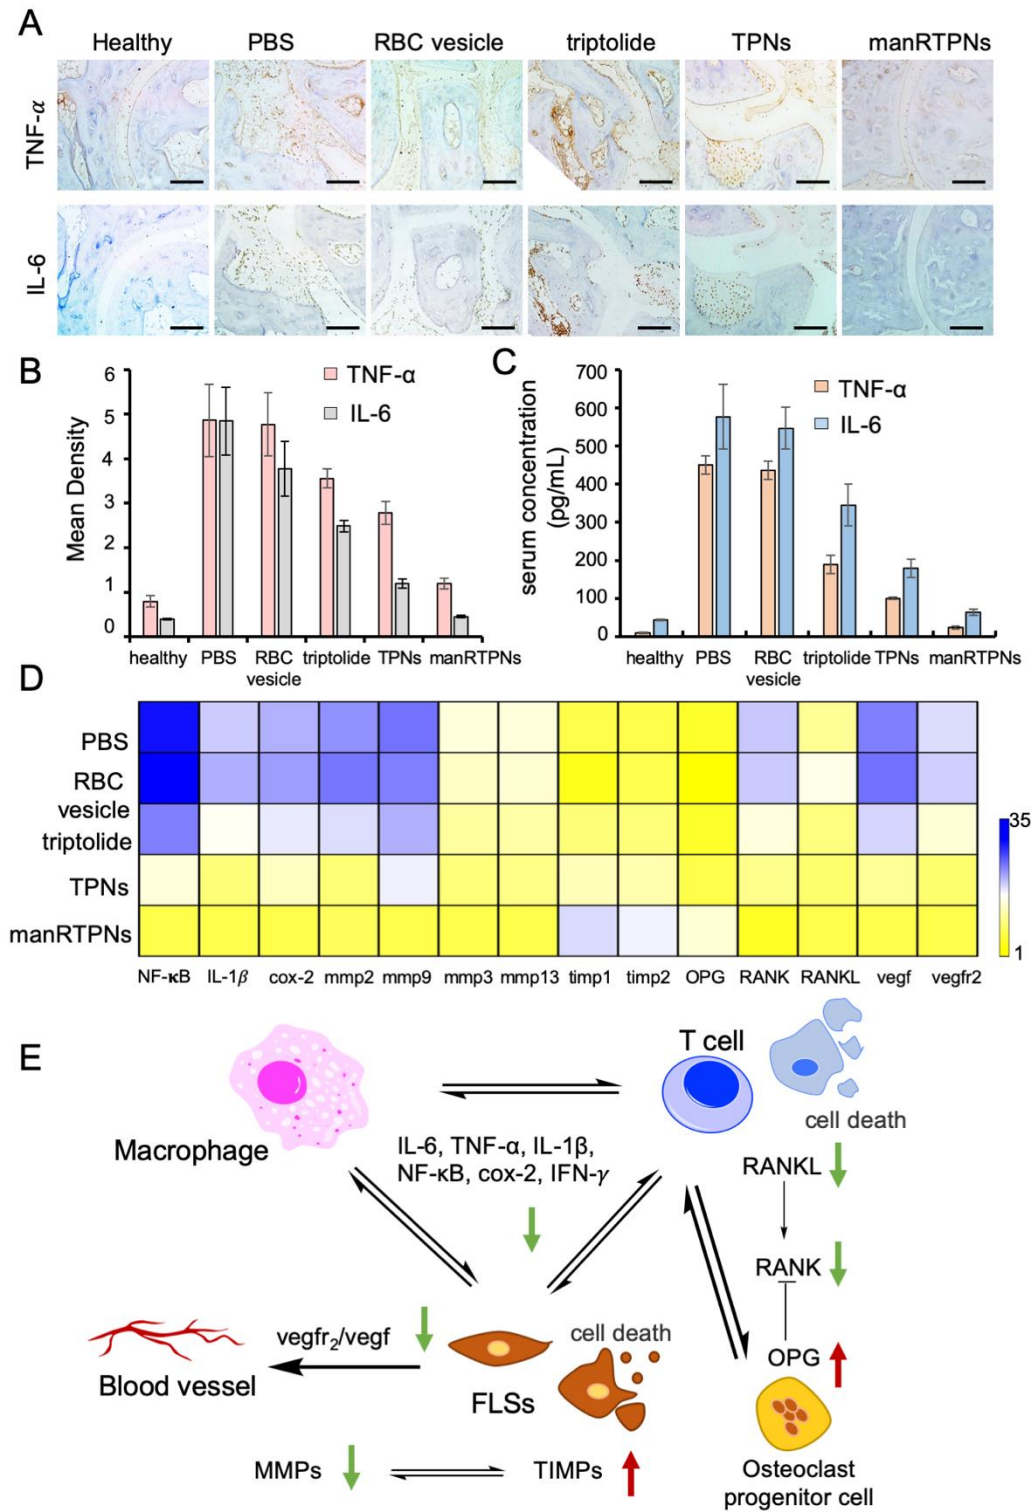 A
Healthy PBS RBC vesicle triptolide TPNs manRTPNs
TNF-α
IL-6
B
Mean Density
6
5
4
3
2
1
0
TNF-α
IL-6
healthy PBS RBC vesicle triptolide TPNs manRTPNs
C
serum concentration (pg/mL)
700
600
500
400
300
200
100
0
TNF-α
IL-6
healthy PBS RBC vesicle triptolide TPNs manRTPNs
D
PBS
RBC
vesicle
triptolide
TPNs
manRTPNs
NF-κB IL-1β cox-2 mmp2 mmp9 mmp3 mmp13 timp1 timp2 OPG RANK RANKL vegf vegfr2
35
1
E
Macrophage
T cell
cell death
IL-6, TNF-α, IL-1β,
NF-κB, cox-2, IFN-γ
RANKL
RANK
OPG
Osteoclast
progenitor cell
vegfr2/vegf
Blood vessel
cell death
FLSs
MMPs
TIMPs